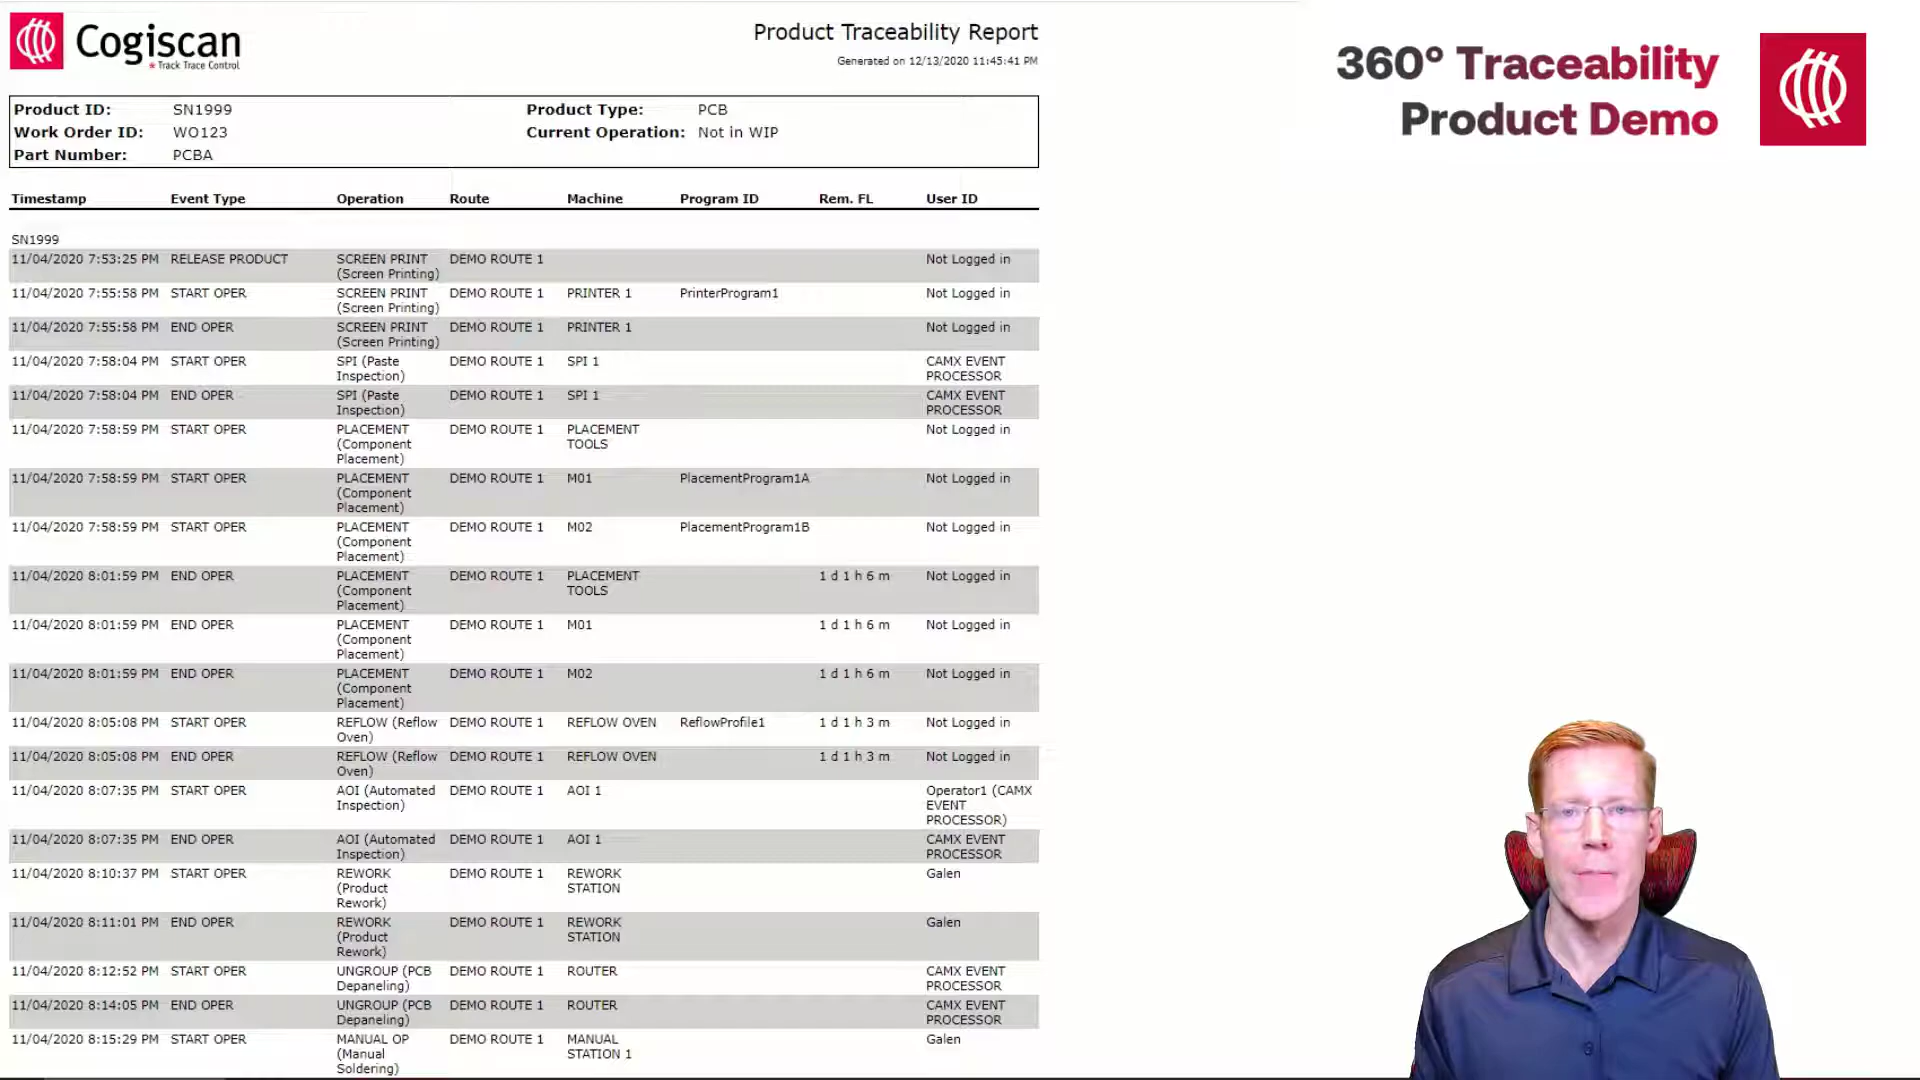 Cogiscan
Track Trace Control
Product Traceability Report
Generated on 12/13/2020 11:45:41 PM
360° Traceability
Product Demo
Product ID: SN1999 Product Type: PCB
Work Order ID: WO123 Current Operation: Not in WIP
Part Number: PCBA
Timestamp Event Type Operation Route Machine Program ID Rem. FL User ID
SN1999
11/04/2020 7:53:25 PM RELEASE PRODUCT SCREEN PRINT DEMO ROUTE 1 Not Logged in
(Screen Printing)
11/04/2020 7:55:58 PM START OPER SCREEN PRINT DEMO ROUTE 1 PRINTER 1 PrinterProgram1 Not Logged in
(Screen Printing)
11/04/2020 7:55:58 PM END OPER SCREEN PRINT DEMO ROUTE 1 PRINTER 1 Not Logged in
(Screen Printing)
11/04/2020 7:58:04 PM START OPER SPI (Paste DEMO ROUTE 1 SPI 1 CAMX EVENT
Inspection) PROCESSOR
11/04/2020 7:58:04 PM END OPER SPI (Paste DEMO ROUTE 1 SPI 1 CAMX EVENT
Inspection) PROCESSOR
11/04/2020 7:58:59 PM START OPER PLACEMENT DEMO ROUTE 1 PLACEMENT Not Logged in
(Component TOOLS
Placement)
11/04/2020 7:58:59 PM START OPER PLACEMENT DEMO ROUTE 1 M01 PlacementProgram1A Not Logged in
(Component
Placement)
11/04/2020 7:58:59 PM START OPER PLACEMENT DEMO ROUTE 1 M02 PlacementProgram1B Not Logged in
(Component
Placement)
11/04/2020 8:01:59 PM END OPER PLACEMENT DEMO ROUTE 1 PLACEMENT 1 d 1 h 6 m Not Logged in
(Component TOOLS
Placement)
11/04/2020 8:01:59 PM END OPER PLACEMENT DEMO ROUTE 1 M01 1 d 1 h 6 m Not Logged in
(Component
Placement)
11/04/2020 8:01:59 PM END OPER PLACEMENT DEMO ROUTE 1 M02 1 d 1 h 6 m Not Logged in
(Component
Placement)
11/04/2020 8:05:08 PM START OPER REFLOW (Reflow DEMO ROUTE 1 REFLOW OVEN ReflowProfile1 1 d 1 h 3 m Not Logged in
Oven)
11/04/2020 8:05:08 PM END OPER REFLOW (Reflow DEMO ROUTE 1 REFLOW OVEN 1 d 1 h 3 m Not Logged in
Oven)
11/04/2020 8:07:35 PM START OPER AOI (Automated DEMO ROUTE 1 AOI 1 Operator1 (CAMX
Inspection) EVENT
PROCESSOR)
11/04/2020 8:07:35 PM END OPER AOI (Automated DEMO ROUTE 1 AOI 1 CAMX EVENT
Inspection) PROCESSOR
11/04/2020 8:10:37 PM START OPER REWORK DEMO ROUTE 1 REWORK Galen
(Product STATION
Rework)
11/04/2020 8:11:01 PM END OPER REWORK DEMO ROUTE 1 REWORK Galen
(Product STATION
Rework)
11/04/2020 8:12:52 PM START OPER UNGROUP (PCB DEMO ROUTE 1 ROUTER CAMX EVENT
Depaneling) PROCESSOR
11/04/2020 8:14:05 PM END OPER UNGROUP (PCB DEMO ROUTE 1 ROUTER CAMX EVENT
Depaneling) PROCESSOR
11/04/2020 8:15:29 PM START OPER MANUAL OP DEMO ROUTE 1 MANUAL Galen
(Manual STATION 1
Soldering)